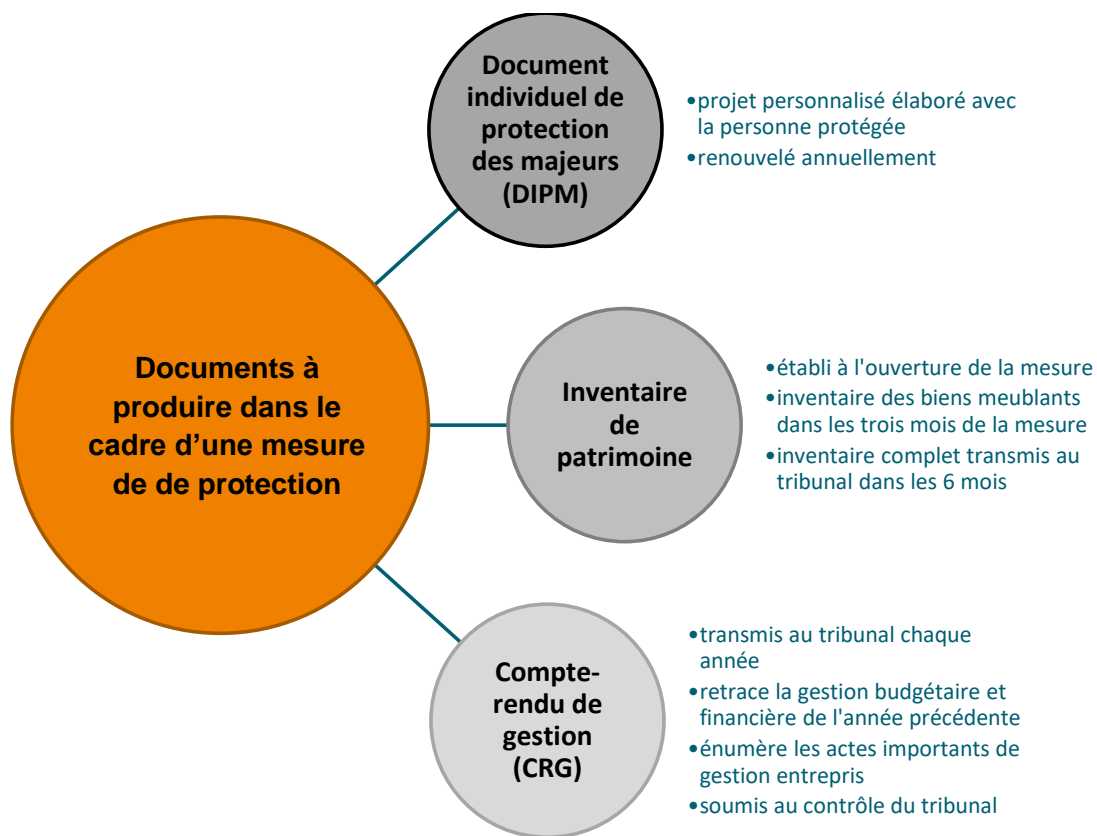 Documents à
produire dans le
cadre d’une mesure
de de protection
Document
individuel de
protection
des majeurs
(DIPM)
•projet personnalisé élaboré avec
la personne protégée
•renouvelé annuellement
Inventaire
de
patrimoine
•établi à l'ouverture de la mesure
•inventaire des biens meublants
dans les trois mois de la mesure
•inventaire complet transmis au
tribunal dans les 6 mois
Compte-
rendu de
gestion
(CRG)
•transmis au tribunal chaque
année
•retrace la gestion budgétaire et
financière de l'année précédente
•énumère les actes importants de
gestion entrepris
•soumis au contrôle du tribunal